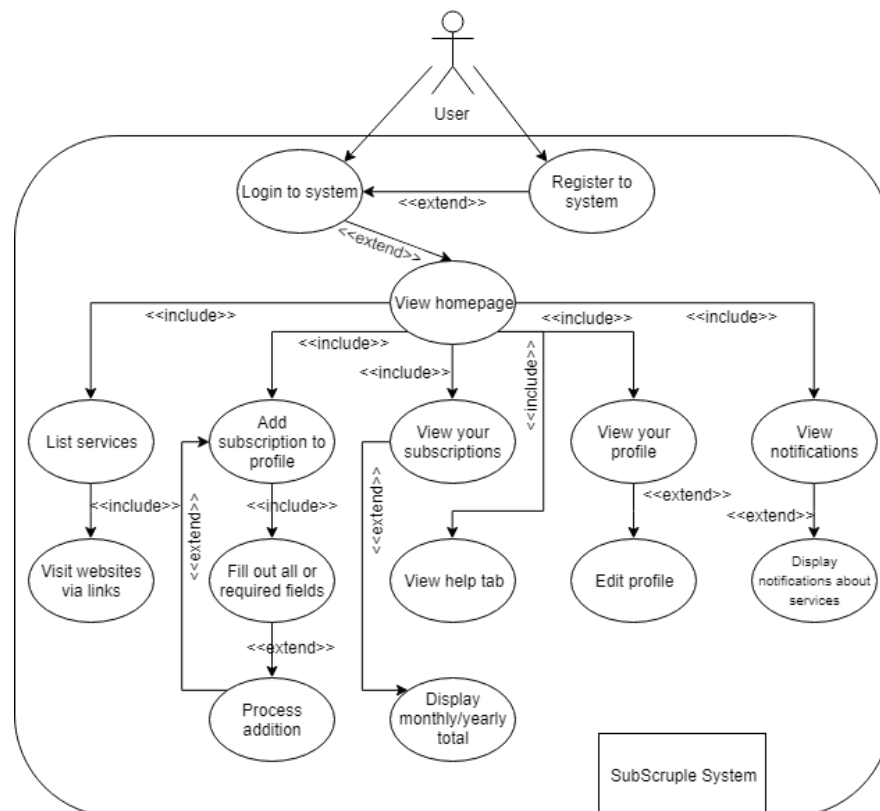 User
Login to system
Register to
system
<<extend>>
<<extend>>
View homepage
<<include>>
<<include>>
<<include>>
<<include>>
<<include>>
<<include>>
List services
Add
subscription to
profile
View your
subscriptions
View your
profile
View
notifications
<<include>>
<<extend>>
<<include>>
<<extend>>
<<extend>>
<<extend>>
Visit websites
via links
Fill out all or
required fields
View help tab
Edit profile
Display
notifications about
services
<<extend>>
Process
addition
Display
monthly/yearly
total
SubScruple System